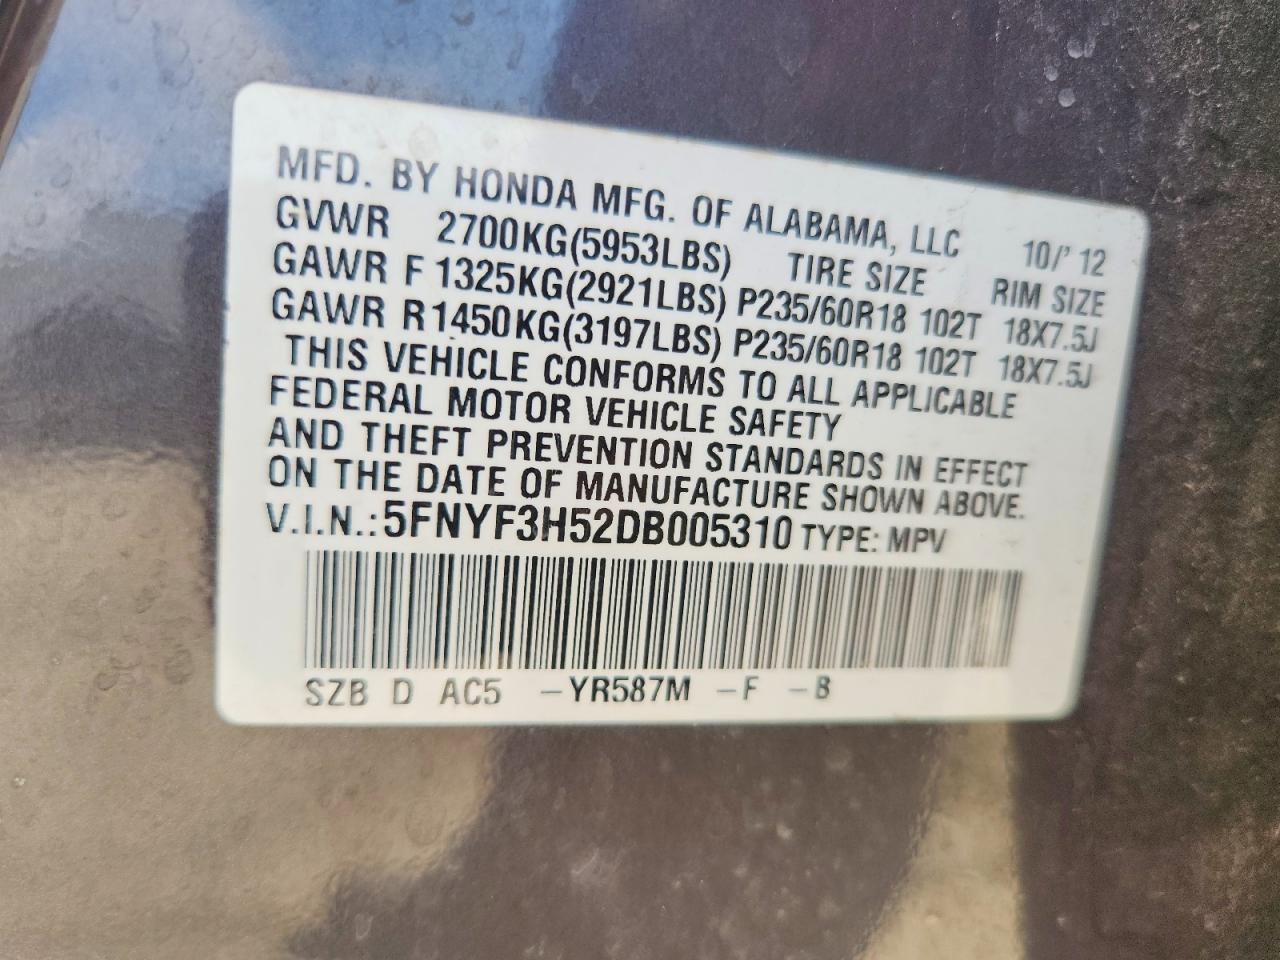 MFD. BY HONDA MFG. OF ALABAMA, LLC 10/' 12
GVWR 2700KG(5953LBS) TIRE SIZE RIM SIZE
GAWR F 1325KG(2921LBS) P235/60R18 102T 18X7.5J
GAWR R1450KG(3197LBS) P235/60R18 102T 18X7.5J
THIS VEHICLE CONFORMS TO ALL APPLICABLE
FEDERAL MOTOR VEHICLE SAFETY
AND THEFT PREVENTION STANDARDS IN EFFECT
ON THE DATE OF MANUFACTURE SHOWN ABOVE.
V.I.N.:5FNYF3H52DB005310 TYPE: MPV
SZB D AC5 -YR587M -F -B